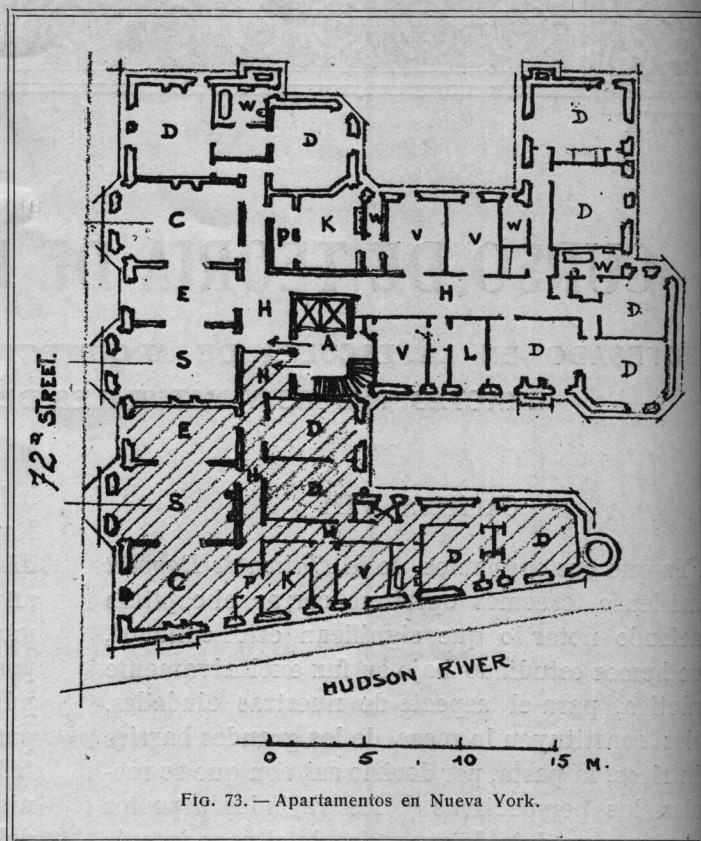 D W D
D
C
PS K W V V W
D
E
H
H
W
D
S A
V L D D
72ª STREET.
H
E D
D
H
S
W
C P K V D D
HUDSON RIVER
0 5 10 15 M.
FIG. 73. — Apartamentos en Nueva York.